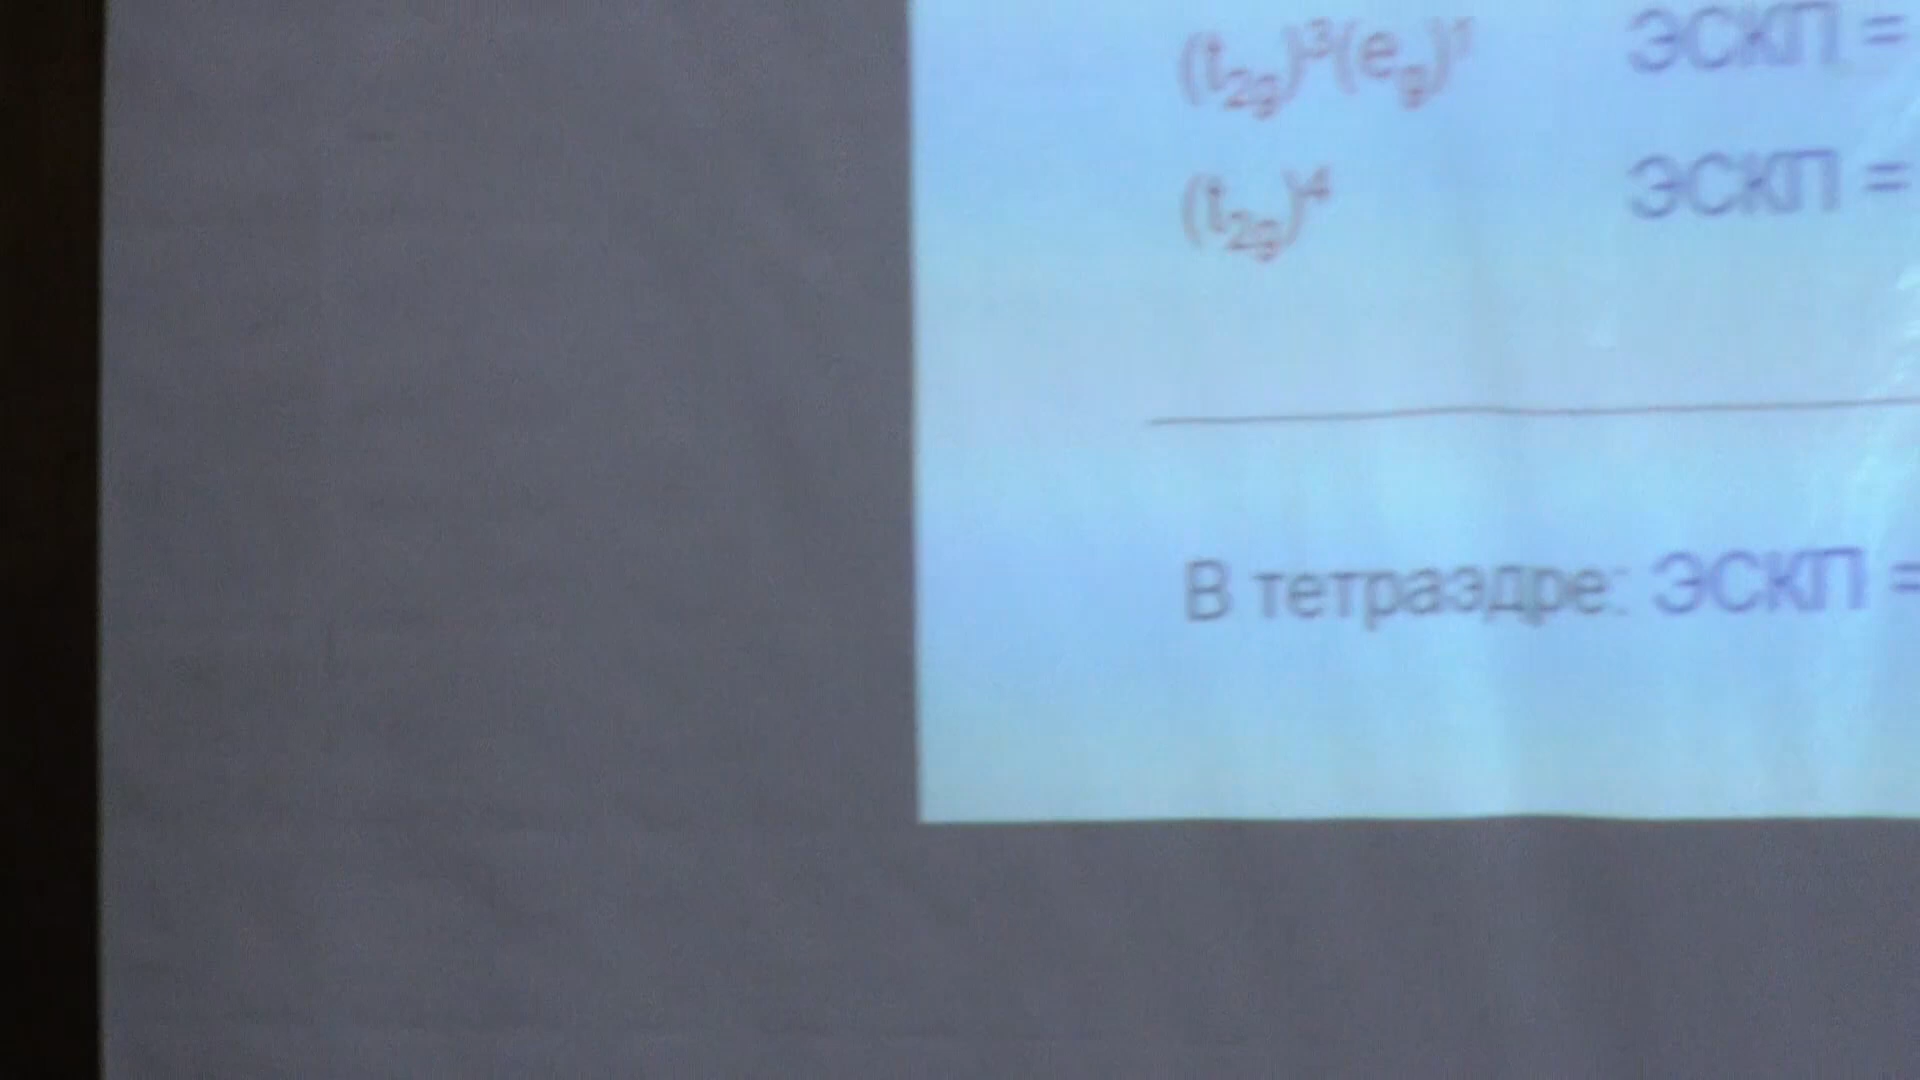 (t₂g)³(eg)¹ ЭСКП =
(t₂g)⁴ ЭСКП =
В тетраэдре: ЭСКП =